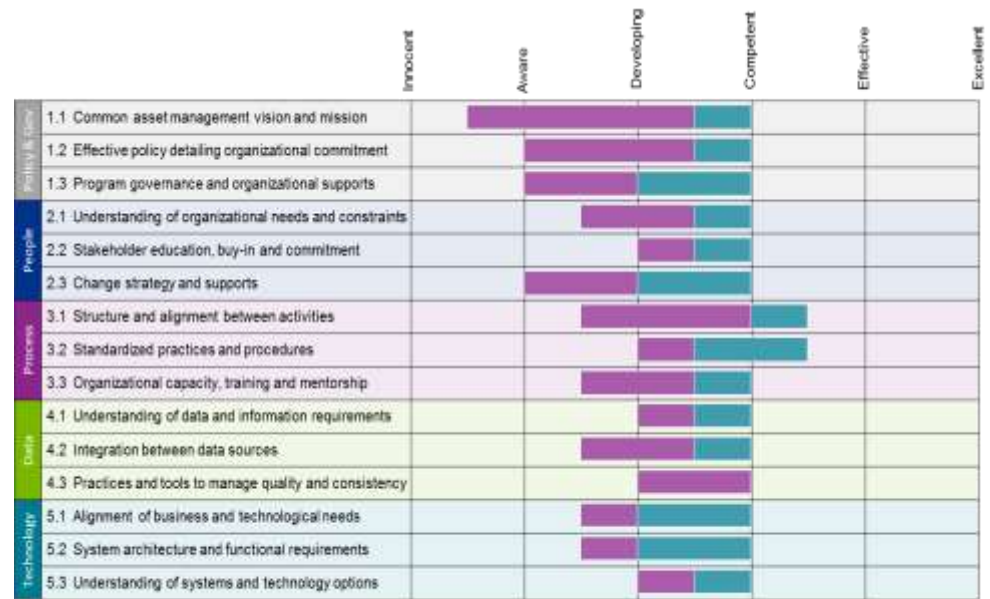 Innocent
Aware
Developing
Competent
Effective
Excellent
Policy & Gov
1.1 Common asset management vision and mission
1.2 Effective policy detailing organizational commitment
1.3 Program governance and organizational supports
People
2.1 Understanding of organizational needs and constraints
2.2 Stakeholder education, buy-in and commitment
2.3 Change strategy and supports
Process
3.1 Structure and alignment between activities
3.2 Standardized practices and procedures
3.3 Organizational capacity, training and mentorship
Data
4.1 Understanding of data and information requirements
4.2 Integration between data sources
4.3 Practices and tools to manage quality and consistency
Technology
5.1 Alignment of business and technological needs
5.2 System architecture and functional requirements
5.3 Understanding of systems and technology options